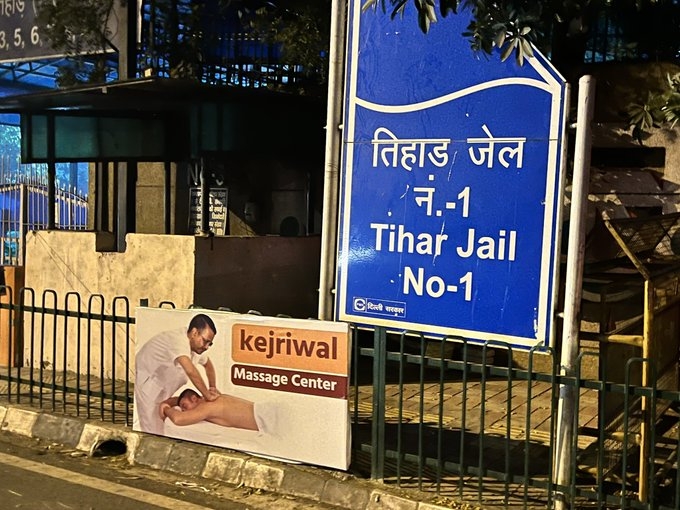 3, 5, 6
तिहाड़ जेल
नं.-1
Tihar Jail
No-1
दिल्ली सरकार
kejriwal
Massage Center